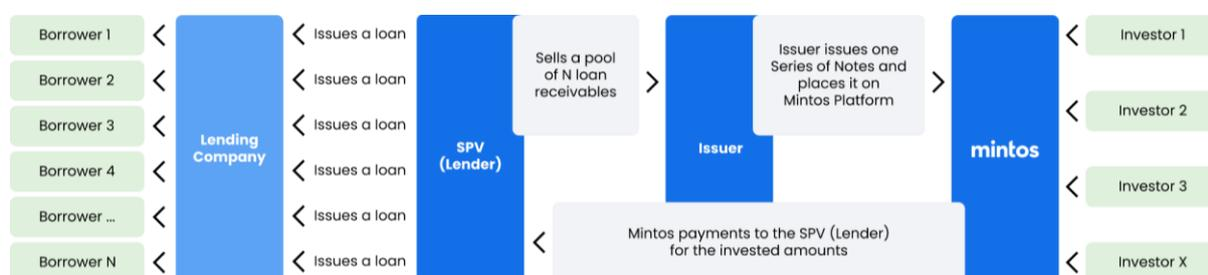 Borrower 1
Borrower 2
Borrower 3
Borrower 4
Borrower ...
Borrower N
Lending
Company
Issues a loan
Issues a loan
Issues a loan
Issues a loan
Issues a loan
Issues a loan
SPV
(Lender)
Sells a pool
of N loan
receivables
Issuer
Issuer issues one
Series of Notes and
places it on
Mintos Platform
Mintos payments to the SPV (Lender)
for the invested amounts
mintos
Investor 1
Investor 2
Investor 3
Investor X